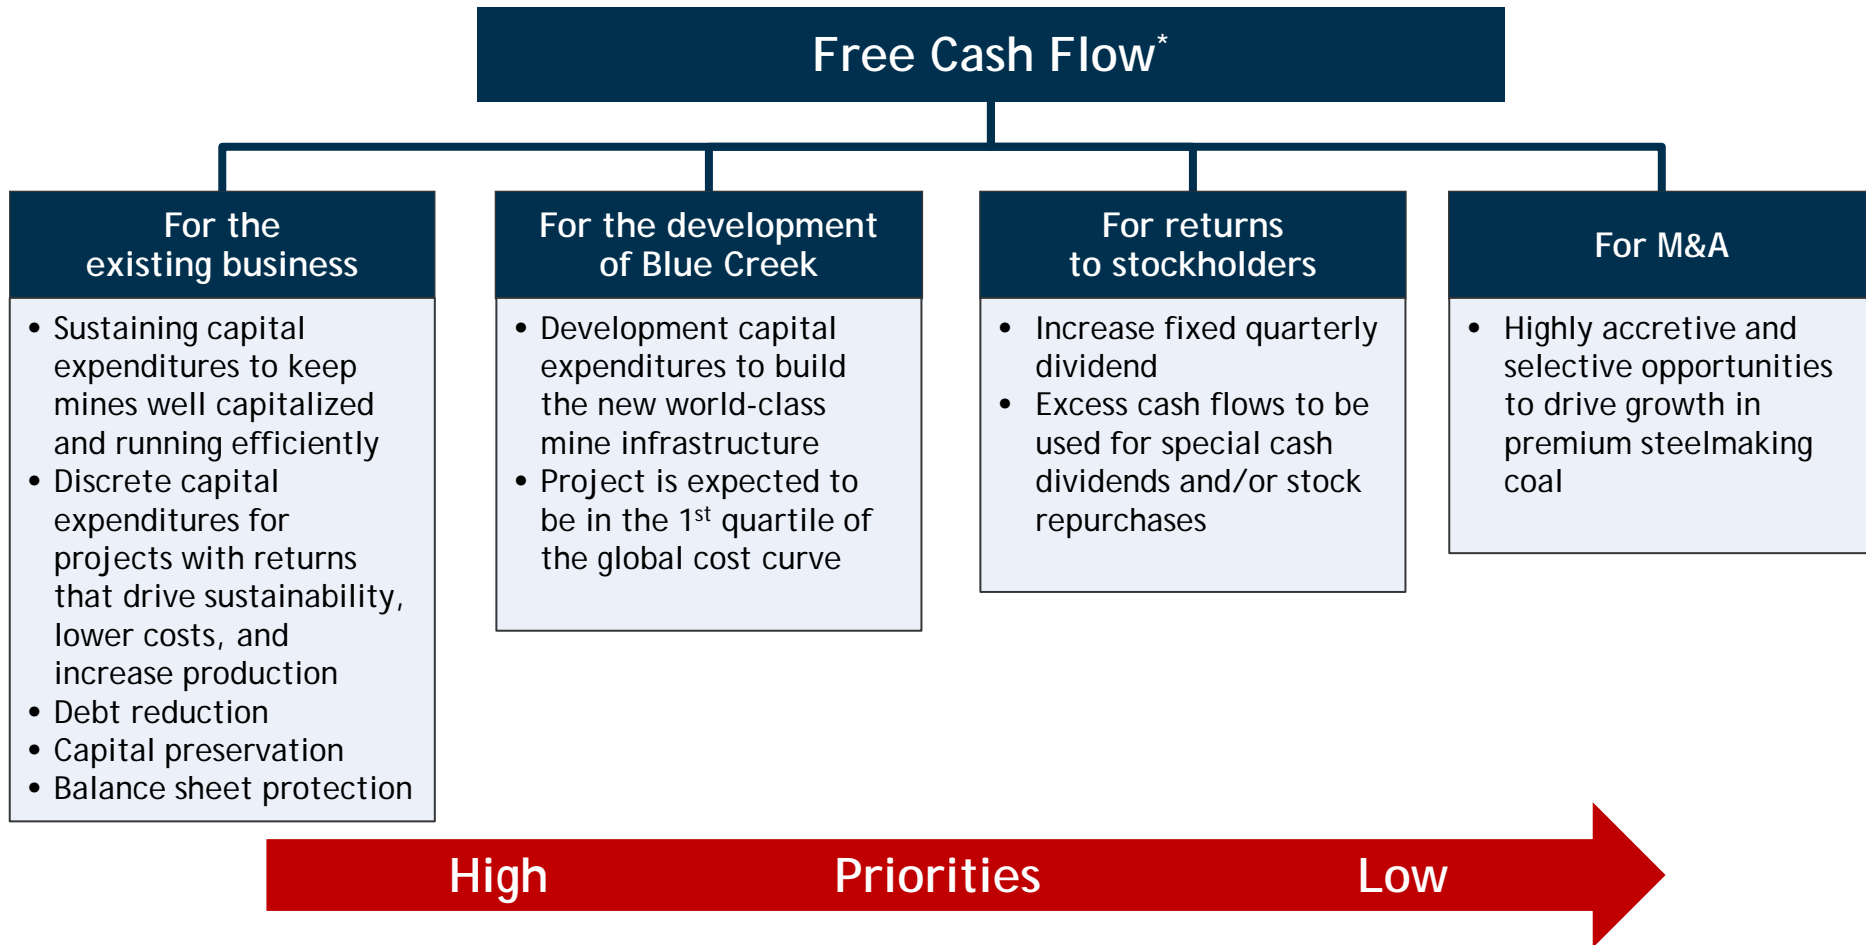 Free Cash Flow*
For the
existing business
• Sustaining capital
expenditures to keep
mines well capitalized
and running efficiently
• Discrete capital
expenditures for
projects with returns
that drive sustainability,
lower costs, and
increase production
• Debt reduction
• Capital preservation
• Balance sheet protection
For the development
of Blue Creek
• Development capital
expenditures to build
the new world-class
mine infrastructure
• Project is expected to
be in the 1st quartile of
the global cost curve
For returns
to stockholders
• Increase fixed quarterly
dividend
• Excess cash flows to be
used for special cash
dividends and/or stock
repurchases
For M&A
• Highly accretive and
selective opportunities
to drive growth in
premium steelmaking
coal
High Priorities Low